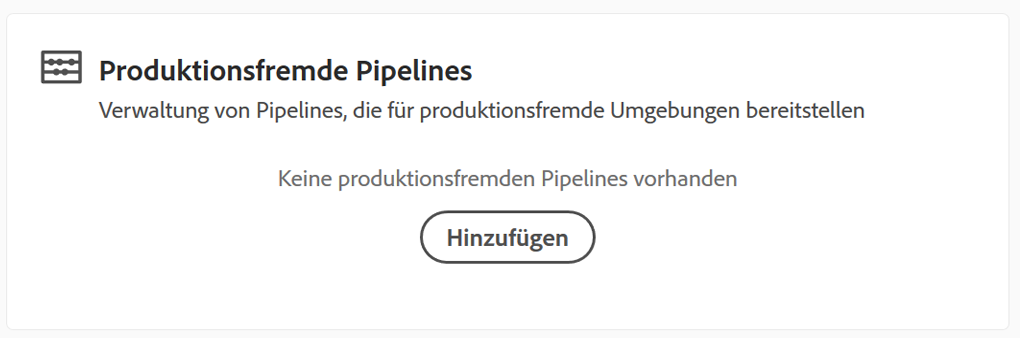 Produktionsfremde Pipelines
Verwaltung von Pipelines, die für produktionsfremde Umgebungen bereitstellen
Keine produktionsfremden Pipelines vorhanden
Hinzufügen